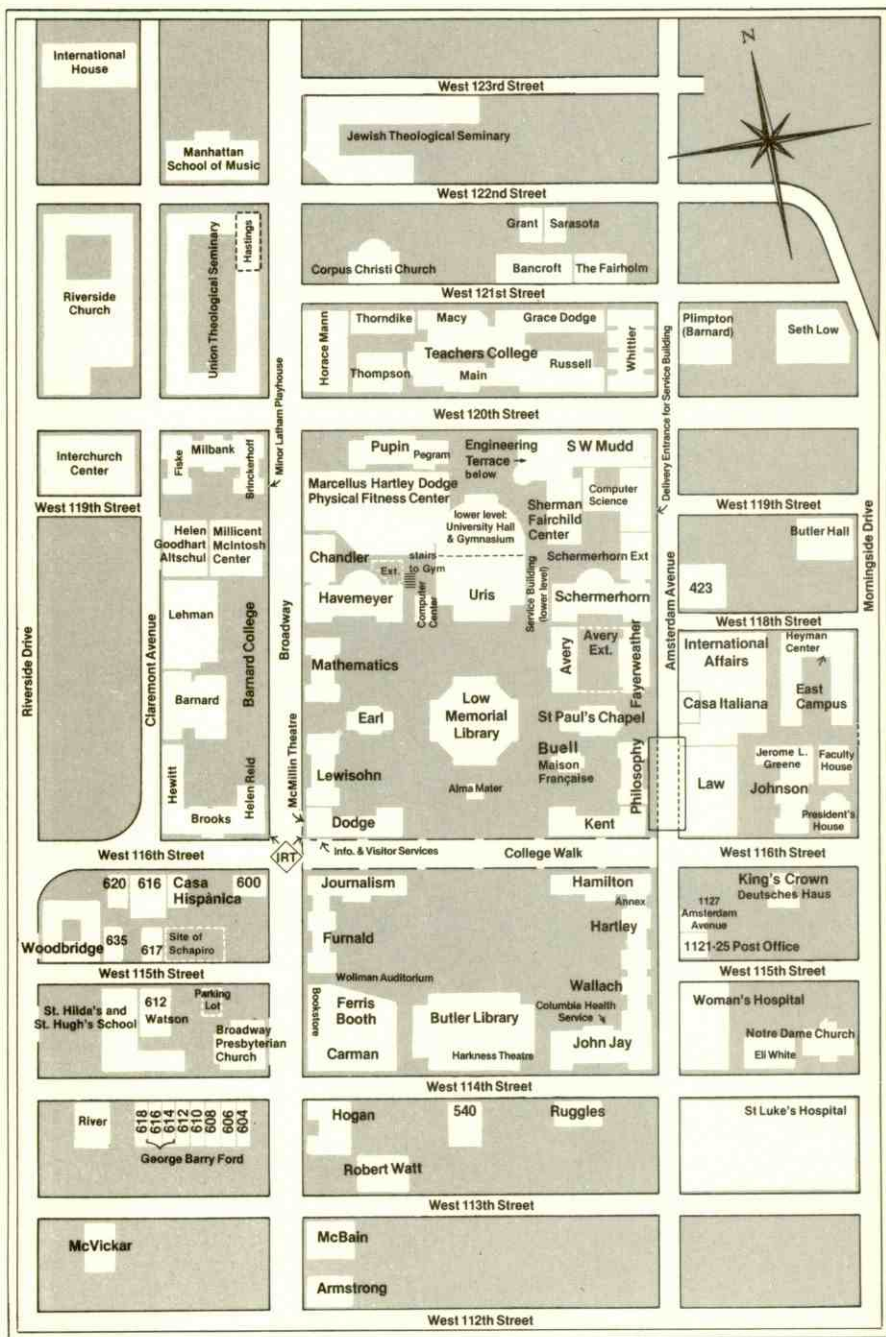 International
House
West 123rd Street
N
Manhattan
School of Music
Jewish Theological Seminary
West 122nd Street
Riverside
Church
Union Theological Seminary
Hastings
Grant
Sarasota
Corpus Christi Church
Bancroft
The Fairholm
West 121st Street
Horace Mann
Thorndike
Macy
Grace Dodge
Teachers College
Thompson
Main
Russell
Whittier
Plimpton
(Barnard)
Seth Low
Minor Latham Playhouse
Delivery Entrance for Service Building
West 120th Street
Interchurch
Center
Fiske
Milbank
Brinckerhoff
Pupin
Pegram
Engineering
Terrace
below
S W Mudd
Marcellus Hartley Dodge
Physical Fitness Center
Computer
Science
West 119th Street
lower level:
University Hall
& Gymnasium
Sherman
Fairchild
Center
West 119th Street
Helen
Goodhart
Altschul
Millicent
McIntosh
Center
Butler Hall
Chandler
Ext.
stairs
to Gym
Schermerhorn Ext
Havemeyer
Computer
Center
Uris
Service Building
(lower level)
Schermerhorn
423
Lehman
Barnard College
Broadway
Amsterdam Avenue
Morningside Drive
Riverside Drive
Claremont Avenue
West 118th Street
Mathematics
Avery
Avery
Ext.
Fayerweather
International
Affairs
Heyman
Center
Barnard
Earl
Low
Memorial
Library
St Paul's Chapel
Casa Italiana
East
Campus
Hewitt
Helen Reid
McMillin Theatre
Lewisohn
Alma Mater
Buell
Maison
Française
Philosophy
Law
Jerome L.
Greene
Faculty
House
Johnson
President's
House
Brooks
Dodge
Kent
West 116th Street
IRT
Info. & Visitor Services
College Walk
West 116th Street
620
616
Casa
Hispánica
600
Journalism
Hamilton
Annex
King's Crown
Deutsches Haus
1127
Amsterdam
Avenue
Woodbridge
635
617
Site of
Schapiro
Furnald
Hartley
1121-25 Post Office
West 115th Street
Wollman Auditorium
Wallach
West 115th Street
St. Hilda's and
St. Hugh's School
612
Watson
Parking
Lot
Broadway
Presbyterian
Church
Bookstore
Ferris
Booth
Carman
Butler Library
Harkness Theatre
Columbia Health
Service
John Jay
Woman's Hospital
Notre Dame Church
Eli White
West 114th Street
River
618
616
614
612
610
608
606
604
George Barry Ford
Hogan
540
Ruggles
St Luke's Hospital
Robert Watt
West 113th Street
McVickar
McBain
Armstrong
West 112th Street